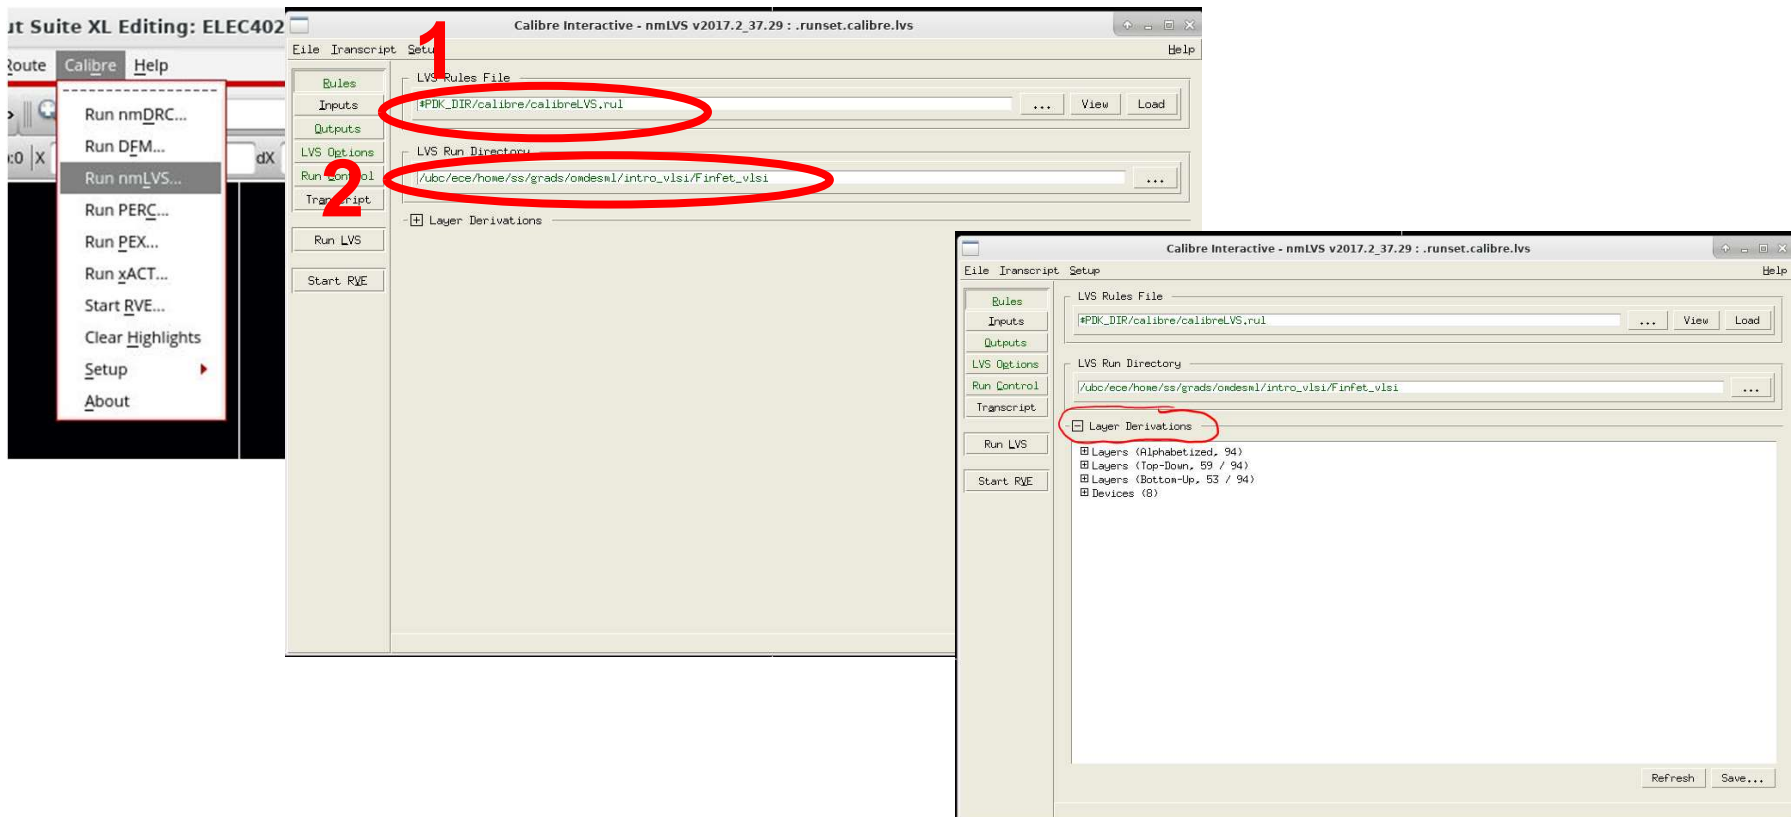 ut Suite XL Editing: ELEC402
Route Calibre Help
Run nmDRC...
Run DFM...
Run nmLVS...
Run PERC...
Run PEX...
Run xACT...
Start RVE...
Clear Highlights
Setup
About
:0 X
dX
Calibre Interactive - nmLVS v2017.2_37.29 : .runset.calibre.lvs
File Transcript Setu
Help
1
Rules
Inputs
Outputs
LVS Options
Run Control
Transcript
Run LVS
Start RVE
LVS Rules File
$PDK_DIR/calibre/calibreLVS.rul
... View Load
2
LVS Run Directory
/ubc/ece/home/ss/grads/omdesml/intro_vlsi/Finfet_vlsi
...
+ Layer Derivations
Calibre Interactive - nmLVS v2017.2_37.29 : .runset.calibre.lvs
File Transcript Setup
Help
Rules
Inputs
Outputs
LVS Options
Run Control
Transcript
Run LVS
Start RVE
LVS Rules File
$PDK_DIR/calibre/calibreLVS.rul
... View Load
LVS Run Directory
/ubc/ece/home/ss/grads/omdesml/intro_vlsi/Finfet_vlsi
...
- Layer Derivations
+ Layers (Alphabetized, 94)
+ Layers (Top-Down, 59 / 94)
+ Layers (Bottom-Up, 53 / 94)
+ Devices (8)
Refresh Save...